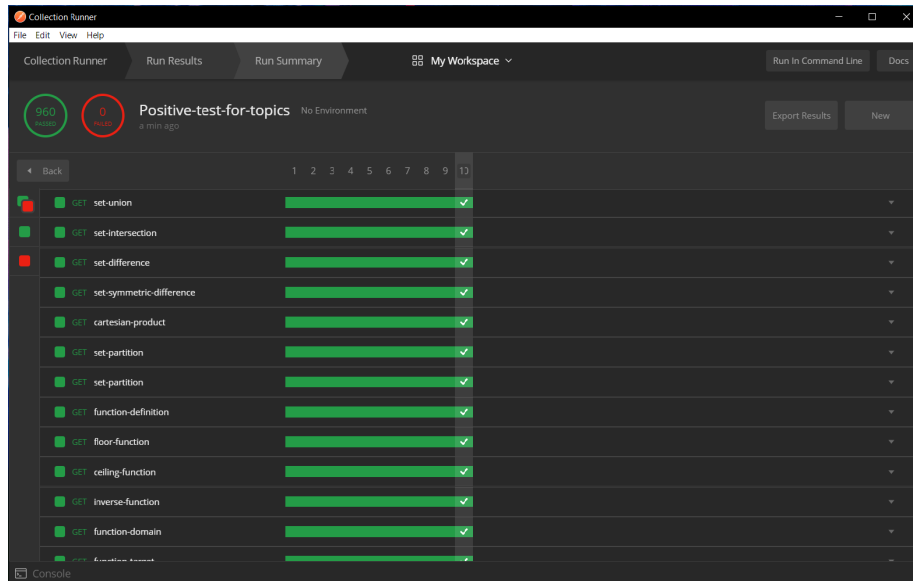 Collection Runner
File Edit View Help
Collection Runner Run Results Run Summary My Workspace Run In Command Line Docs
960 PASSED 0 FAILED Positive-test-for-topics No Environment Export Results New
a min ago
Back 1 2 3 4 5 6 7 8 9 10
GET set-union
GET set-intersection
GET set-difference
GET set-symmetric-difference
GET cartesian-product
GET set-partition
GET set-partition
GET function-definition
GET floor-function
GET ceiling-function
GET inverse-function
GET function-domain
GET function-target
Console